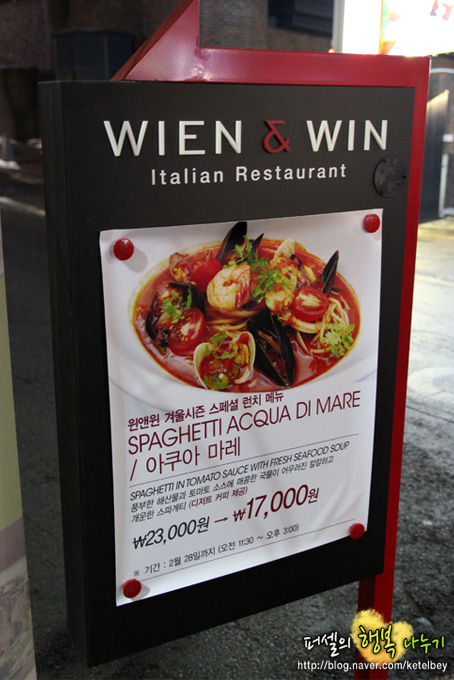 WIEN & WIN
Italian Restaurant
윈앤윈 겨울시즌 스페셜 런치 메뉴
SPAGHETTI ACQUA DI MARE
/ 아쿠아 마레
SPAGHETTI IN TOMATO SAUCE WITH FRESH SEAFOOD SOUP
풍부한 해산물과 토마토 소스에 매콤한 국물이 어우러진 칼칼하고
개운한 스파게티 (디저트 커피 제공)
₩23,000원 → ₩17,000원
※ 기간 : 2월 28일까지 (오전 11:30 ~ 오후 3:00)
퍼셀의 행복 나누기
http://blog.naver.com/ketelbey